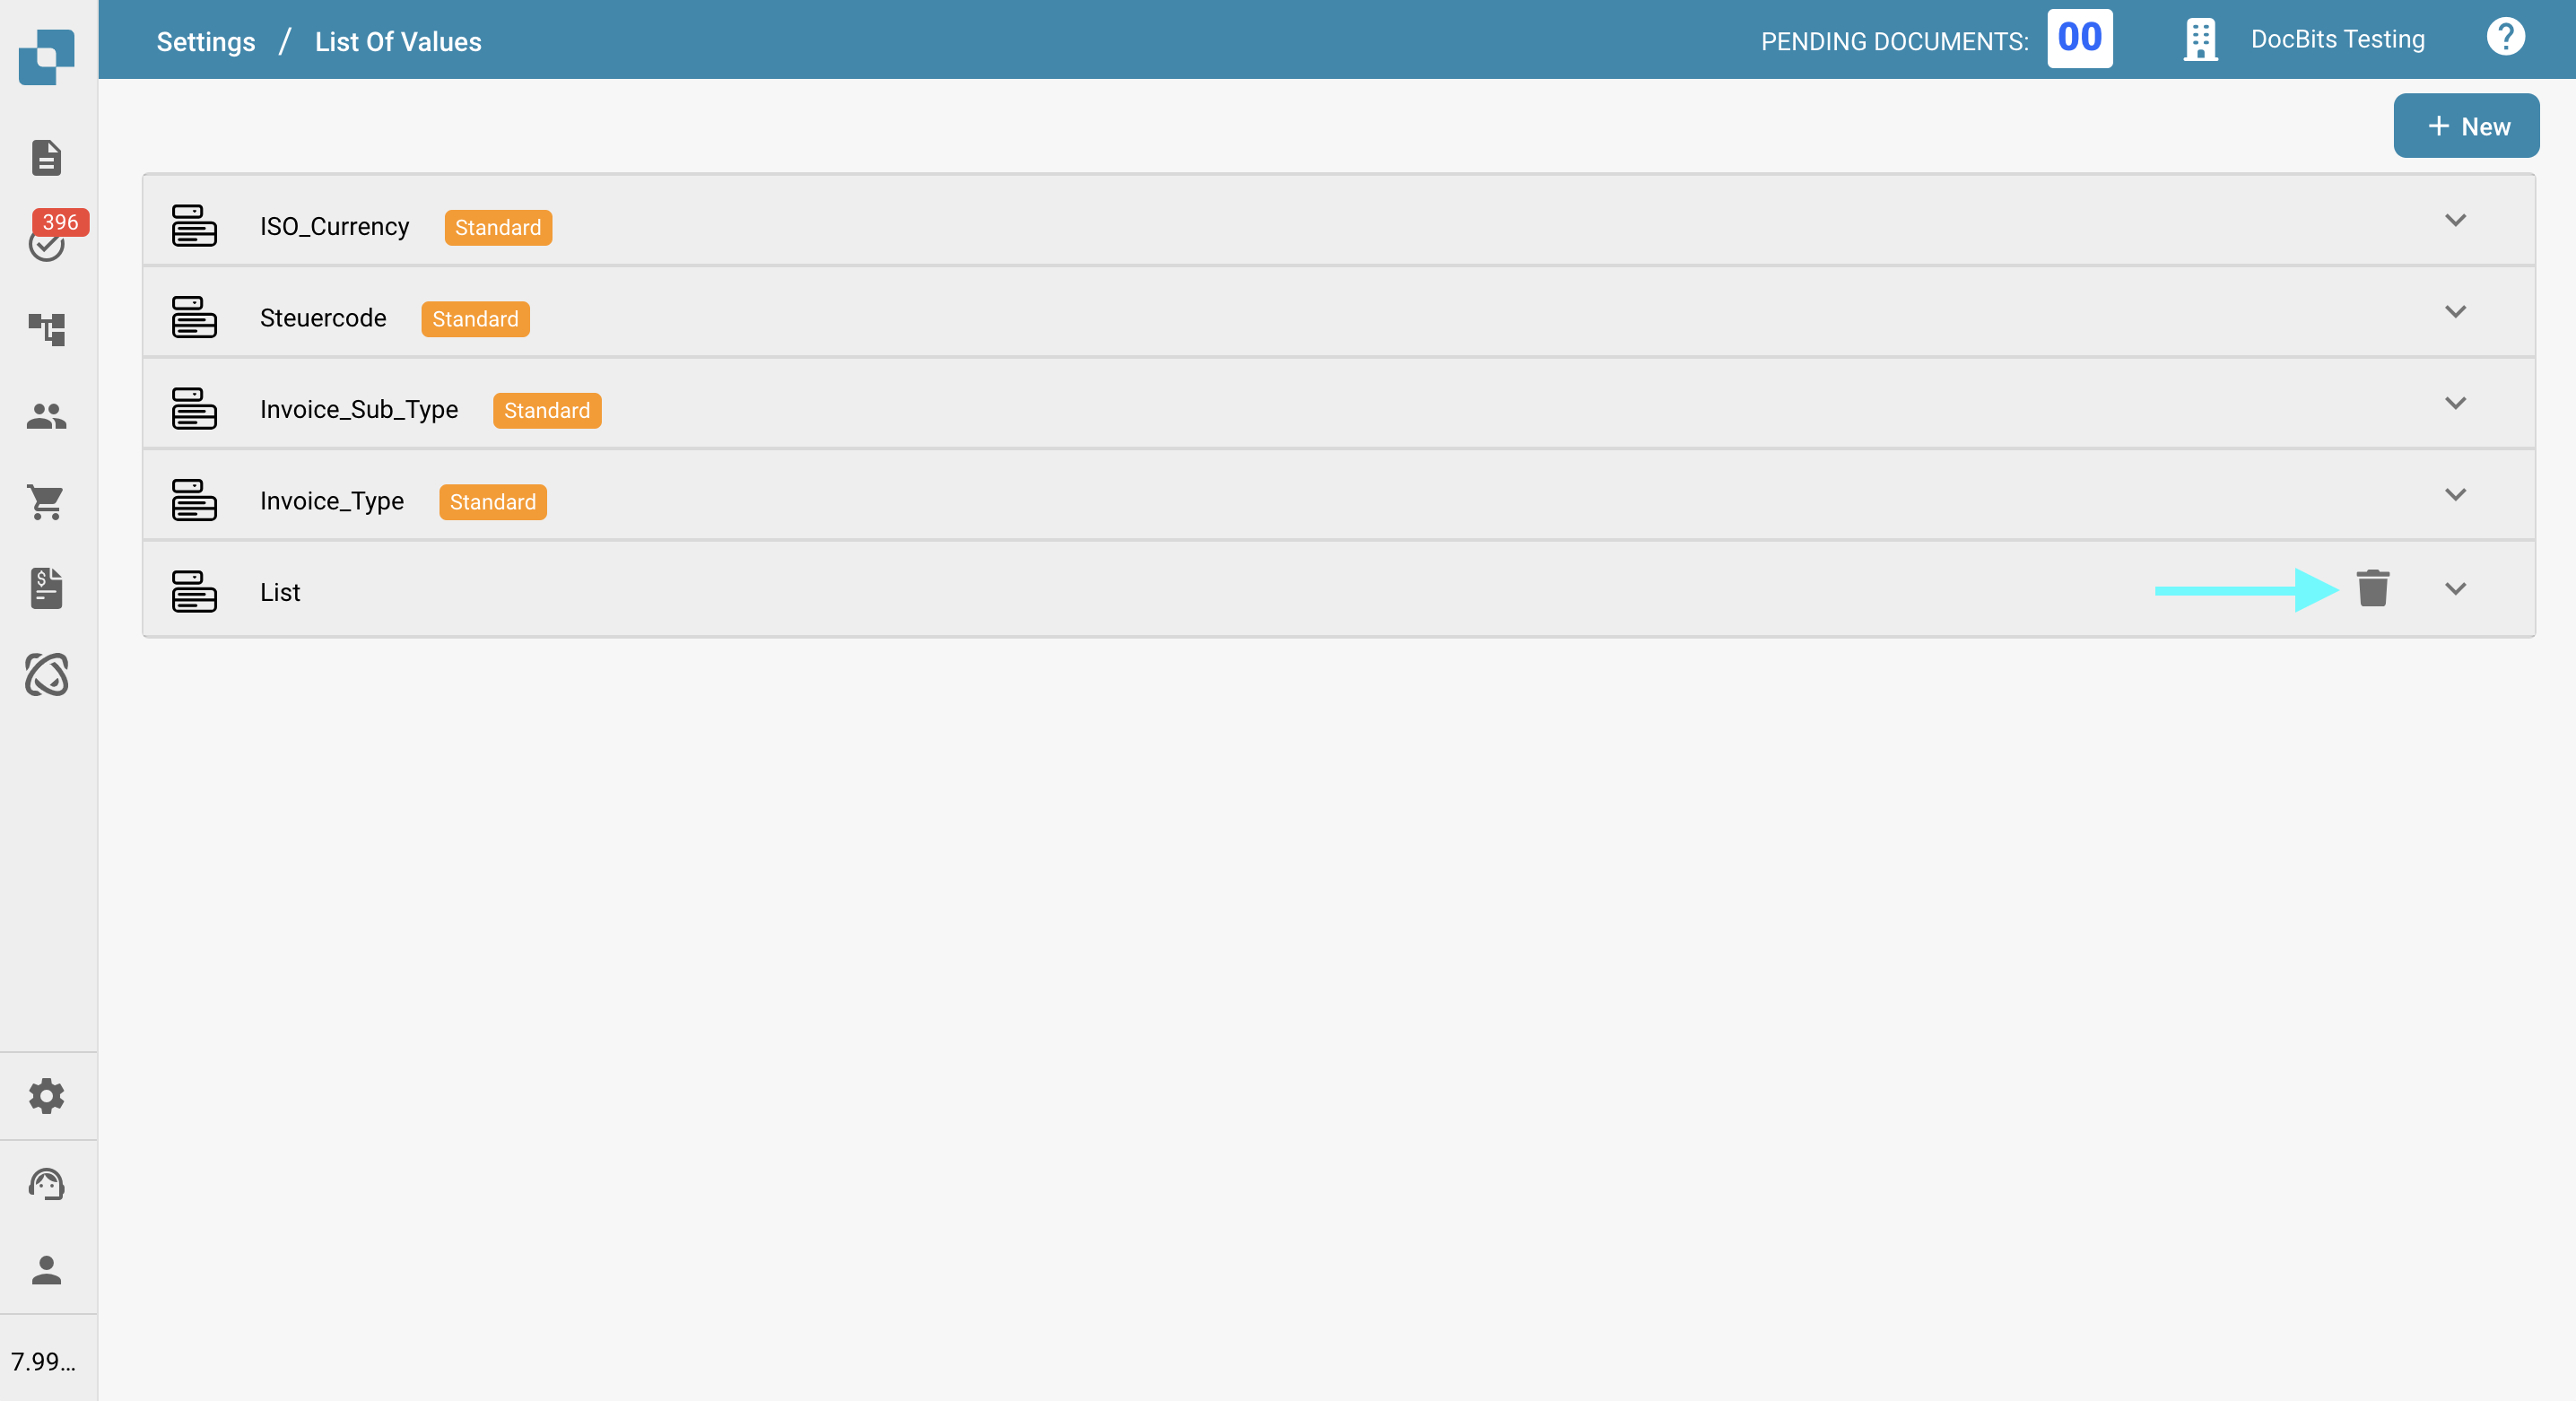 Settings / List Of Values
PENDING DOCUMENTS: 00
DocBits Testing
?
+ New
396
ISO_Currency Standard
Steuercode Standard
Invoice_Sub_Type Standard
Invoice_Type Standard
List
$
7.99...